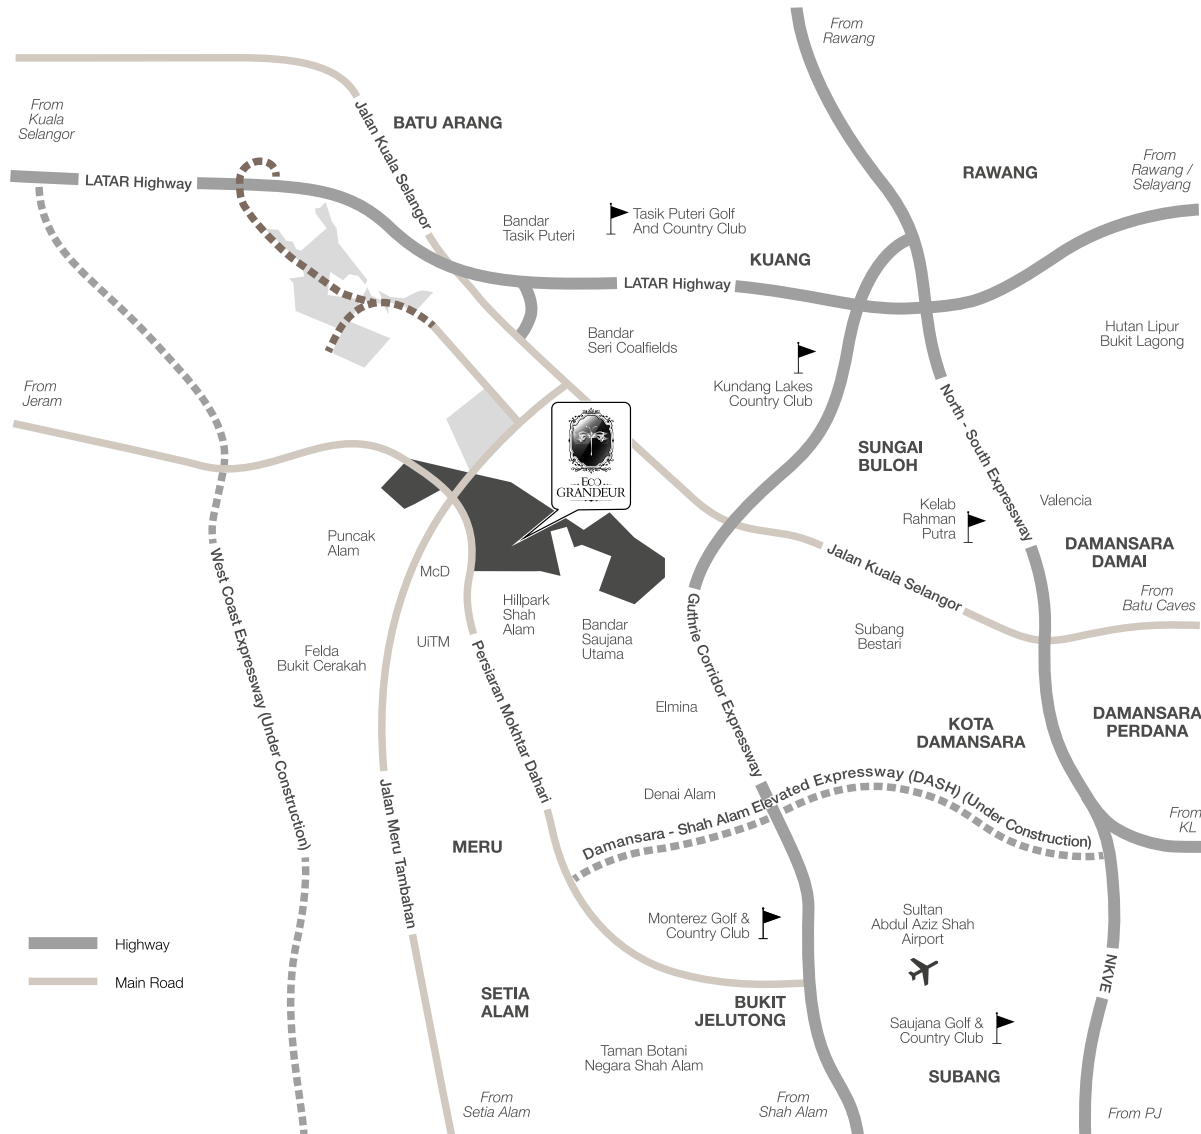 From
Rawang
From
Kuala
Selangor
Jalan Kuala Selangor
BATU ARANG
RAWANG
From
Rawang /
Selayang
LATAR Highway
Bandar
Tasik Puteri
Tasik Puteri Golf
And Country Club
KUANG
LATAR Highway
Bandar
Seri Coalfields
Hutan Lipur
Bukit Lagong
Kundang Lakes
Country Club
From
Jeram
North - South Expressway
ECO
GRANDEUR
SUNGAI
BULOH
Kelab
Rahman
Putra
Valencia
Puncak
Alam
McD
DAMANSARA
DAMAI
Jalan Kuala Selangor
From
Batu Caves
West Coast Expressway (Under Construction)
Hillpark
Shah
Alam
Bandar
Saujana
Utama
Guthrie Corridor Expressway
Subang
Bestari
UiTM
Felda
Bukit Cerakah
Persiaran Mokhtar Dahari
Elmina
KOTA
DAMANSARA
DAMANSARA
PERDANA
Jalan Meru Tambahan
Denai Alam
Damansara - Shah Alam Elevated Expressway (DASH) (Under Construction)
From
KL
MERU
Monterez Golf &
Country Club
Sultan
Abdul Aziz Shah
Airport
Highway
Main Road
NKVE
SETIA
ALAM
BUKIT
JELUTONG
Saujana Golf &
Country Club
Taman Botani
Negara Shah Alam
SUBANG
From
Setia Alam
From
Shah Alam
From PJ